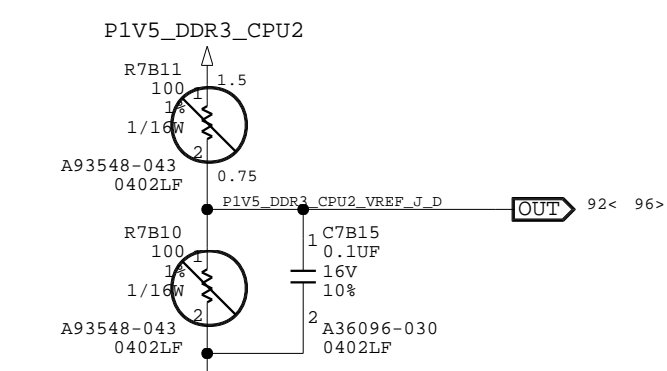 P1V5_DDR3_CPU2
R7B11
1.5
100
1
1%
1/16W
2
A93548-043
0.75
0402LF
P1V5_DDR3_CPU2_VREF_J_D
OUT
92< 96>
R7B10
1
C7B15
100
1
0.1UF
1%
16V
1/16W
10%
2
2
A93548-043
A36096-030
0402LF
0402LF